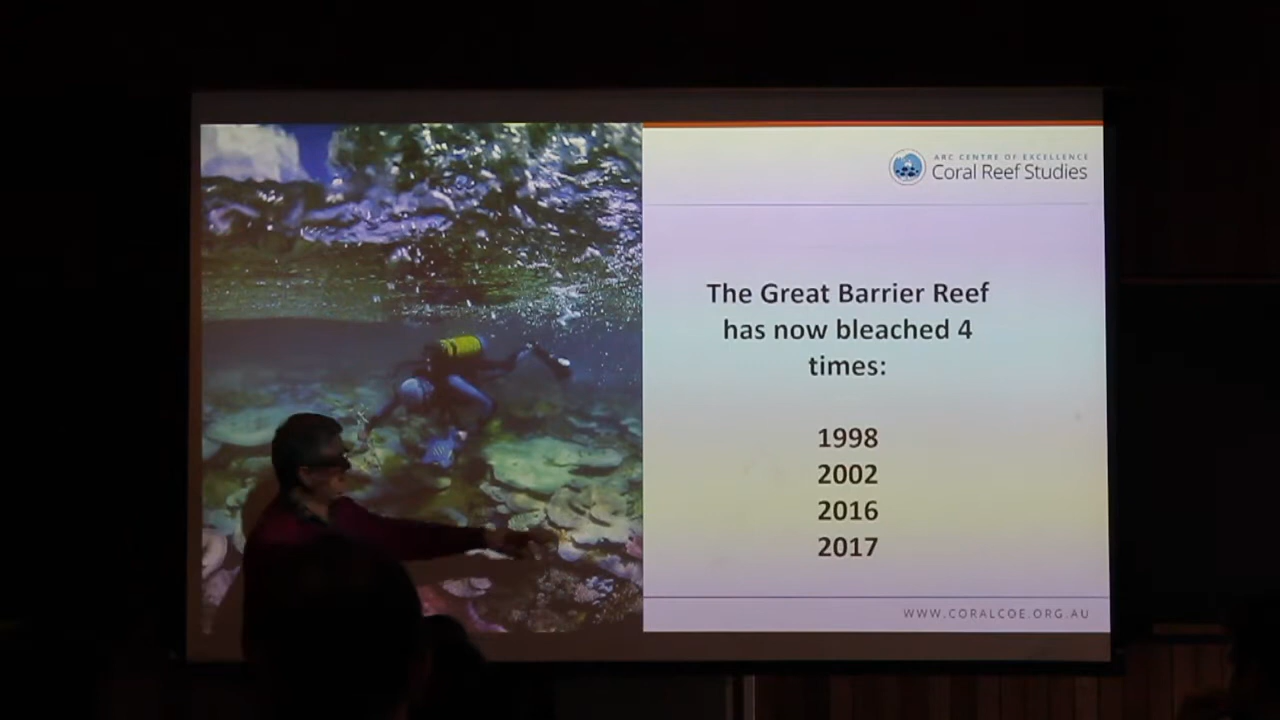 ARC CENTRE OF EXCELLENCE
Coral Reef Studies
The Great Barrier Reef
has now bleached 4
times:
1998
2002
2016
2017
WWW.CORALCOE.ORG.AU